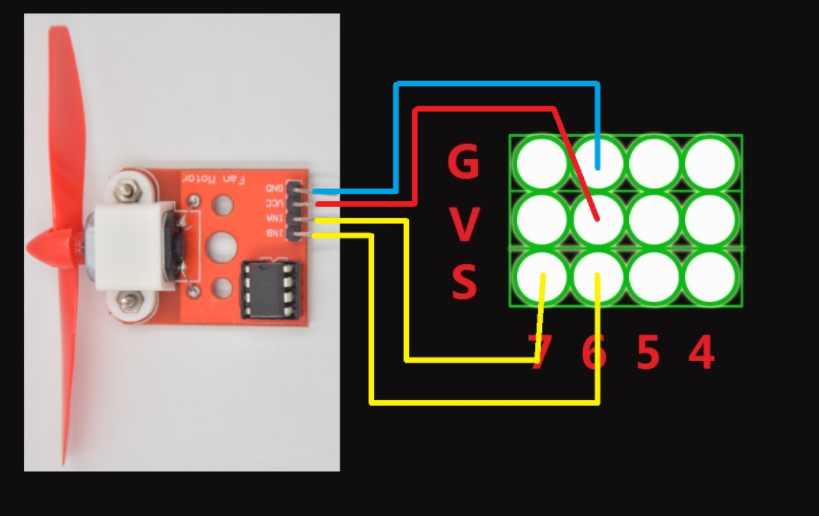 Fan Motor
GND
VCC
INA
INB
G
V
S
7 6 5 4